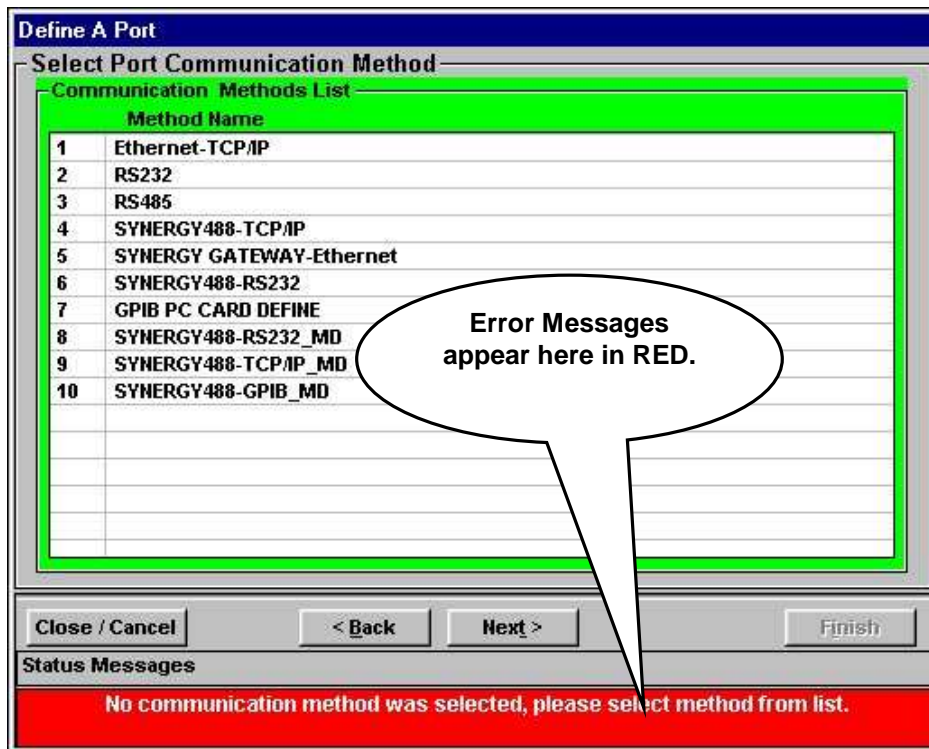 Define A Port
Select Port Communication Method
Communication Methods List
Method Name
1 Ethernet-TCP/IP
2 RS232
3 RS485
4 SYNERGY488-TCP/IP
5 SYNERGY GATEWAY-Ethernet
6 SYNERGY488-RS232
7 GPIB PC CARD DEFINE
8 SYNERGY488-RS232_MD
9 SYNERGY488-TCP/IP_MD
10 SYNERGY488-GPIB_MD
Error Messages
appear here in RED.
Close / Cancel
< Back
Next >
Finish
Status Messages
No communication method was selected, please select method from list.